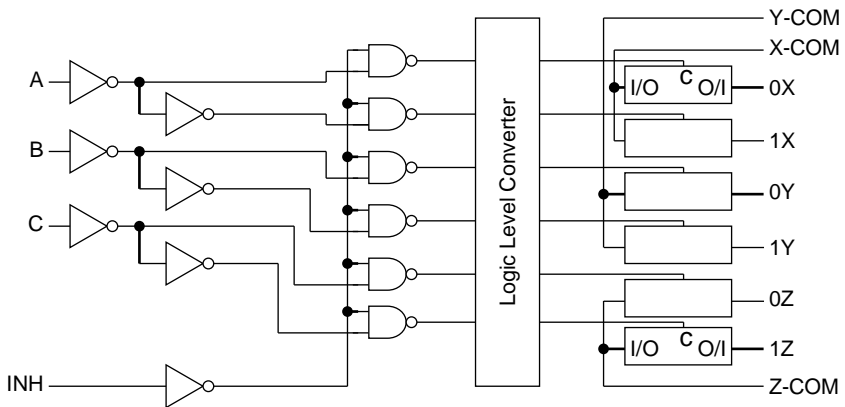 Y-COM
X-COM
A
C
I/O O/I
0X
1X
B
Logic Level Converter
0Y
C
1Y
0Z
C
I/O O/I
1Z
INH
Z-COM